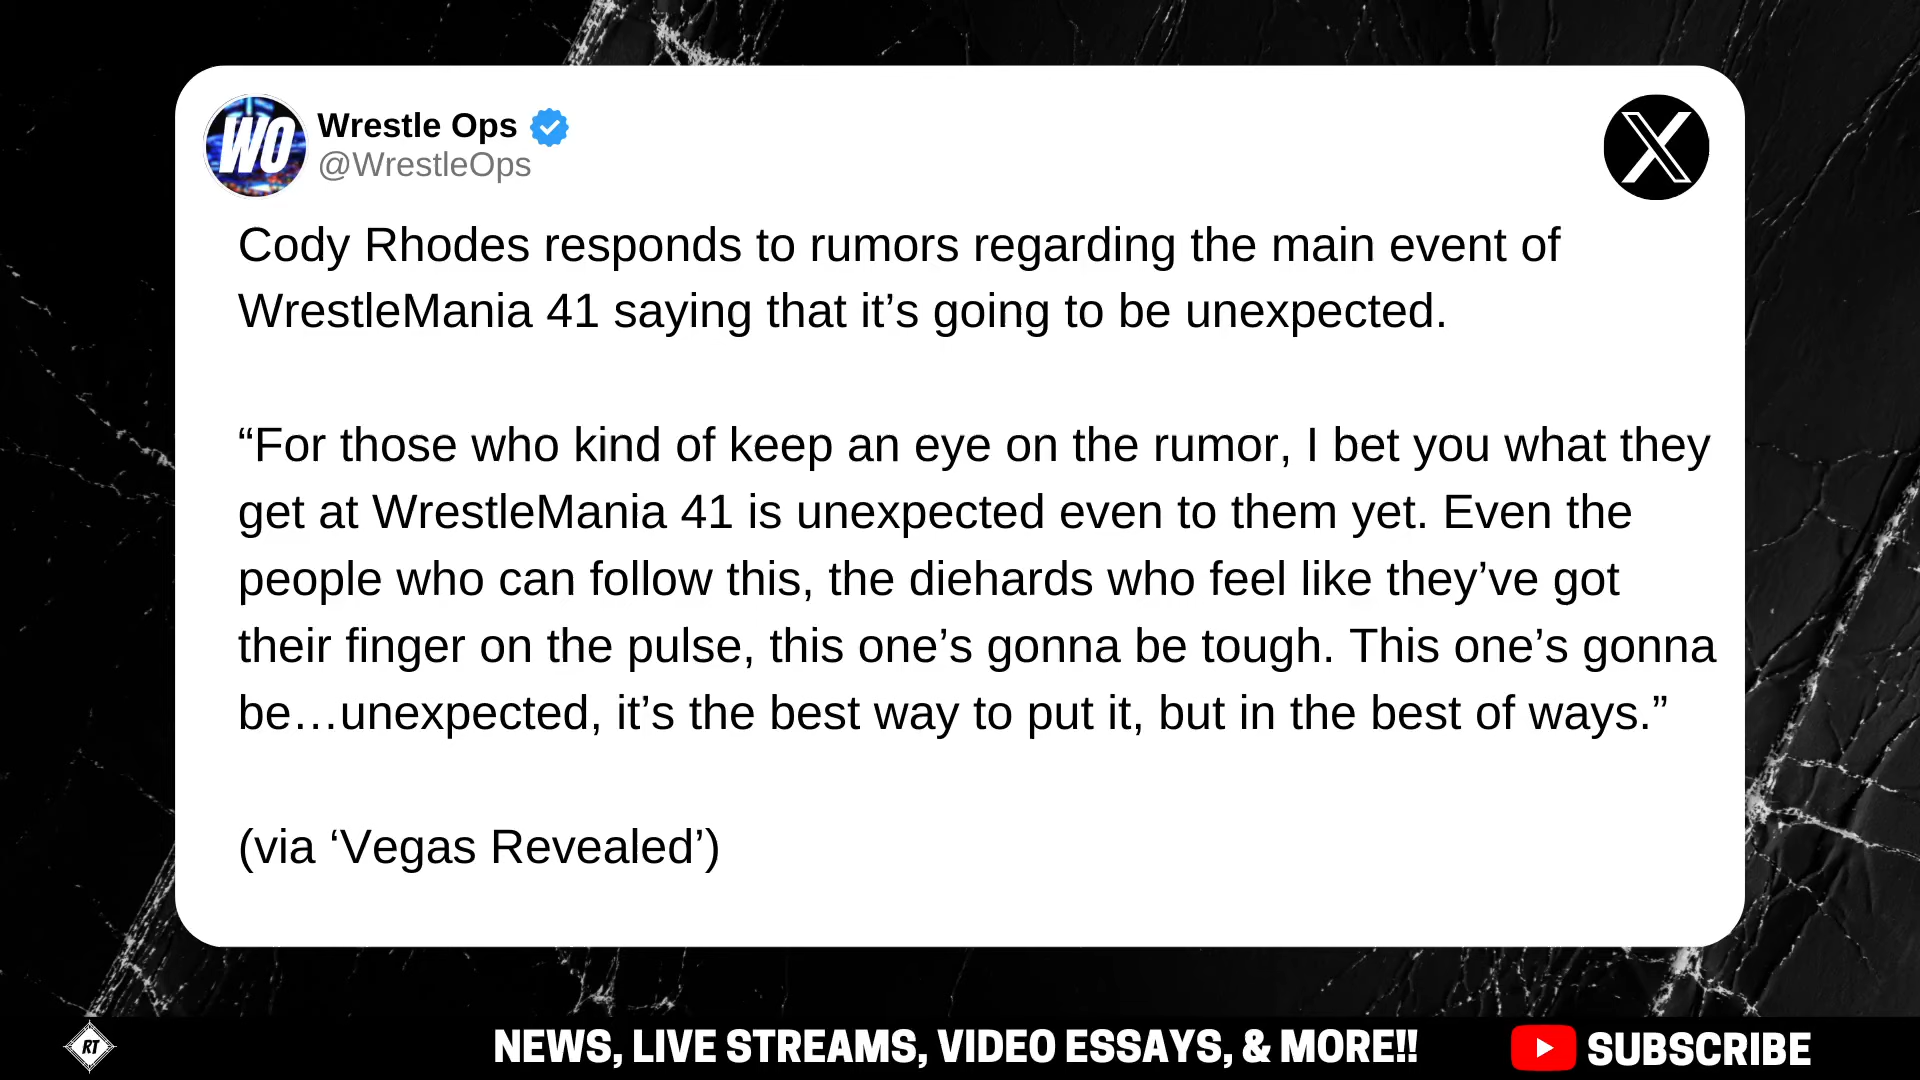 WO
Wrestle Ops
@WrestleOps
X
Cody Rhodes responds to rumors regarding the main event of
WrestleMania 41 saying that it’s going to be unexpected.
“For those who kind of keep an eye on the rumor, I bet you what they
get at WrestleMania 41 is unexpected even to them yet. Even the
people who can follow this, the diehards who feel like they’ve got
their finger on the pulse, this one’s gonna be tough. This one’s gonna
be…unexpected, it’s the best way to put it, but in the best of ways.”
(via ‘Vegas Revealed’)
RT
NEWS, LIVE STREAMS, VIDEO ESSAYS, & MORE!!
SUBSCRIBE